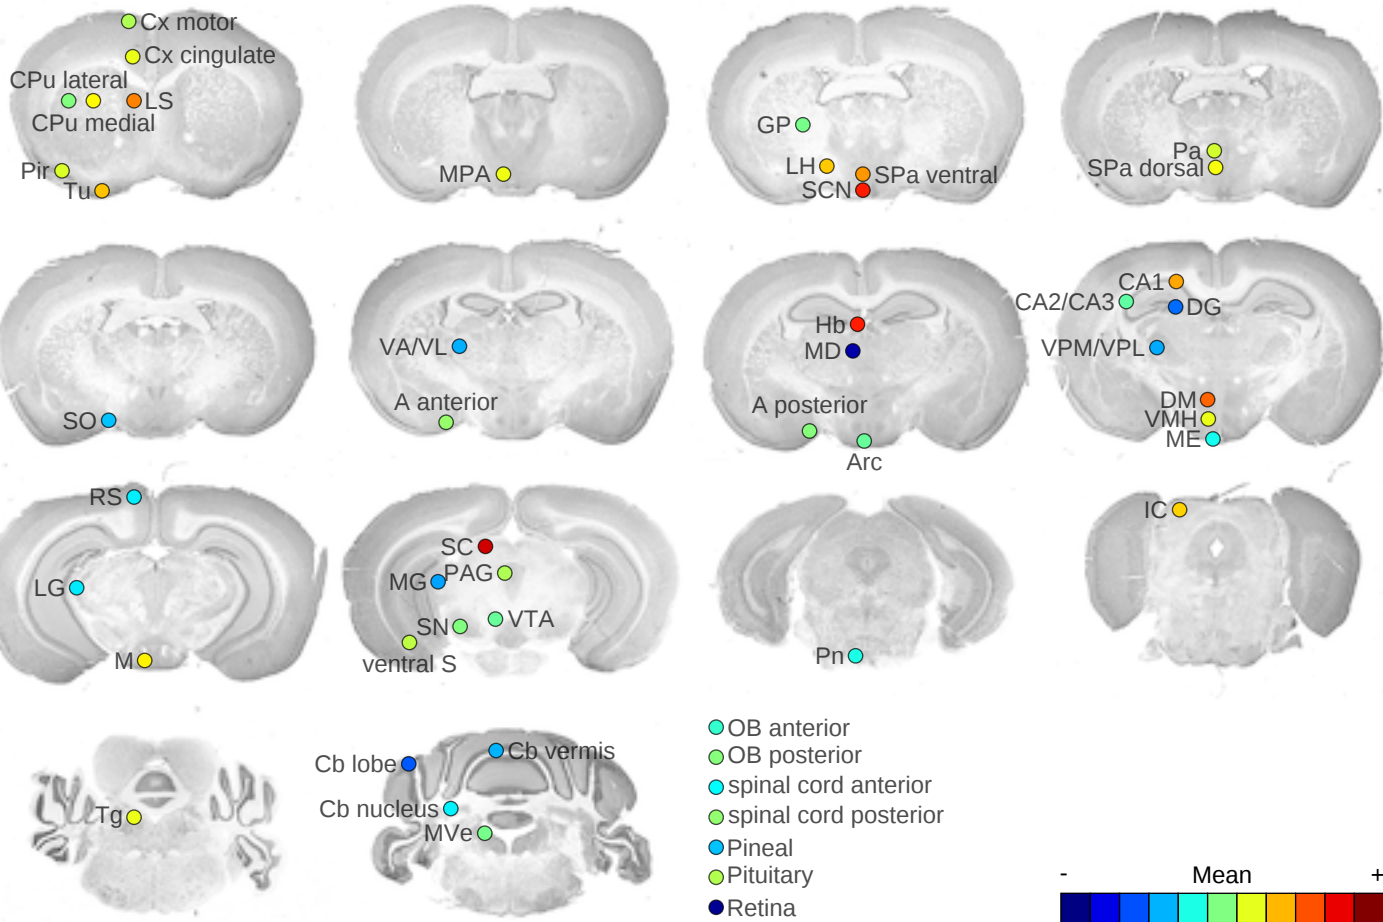 Cx motor
Cx cingulate
CPu lateral
LS
CPu medial
Pir
Tu
MPA
GP
LH
SPa ventral
SCN
Pa
SPa dorsal
SO
VA/VL
A anterior
Hb
MD
A posterior
Arc
CA1
CA2/CA3
DG
VPM/VPL
DM
VMH
ME
RS
LG
M
SC
PAG
MG
VTA
SN
ventral S
Pn
IC
Tg
Cb lobe
Cb vermis
Cb nucleus
MVe
OB anterior
OB posterior
spinal cord anterior
spinal cord posterior
Pineal
Pituitary
Retina
- Mean +